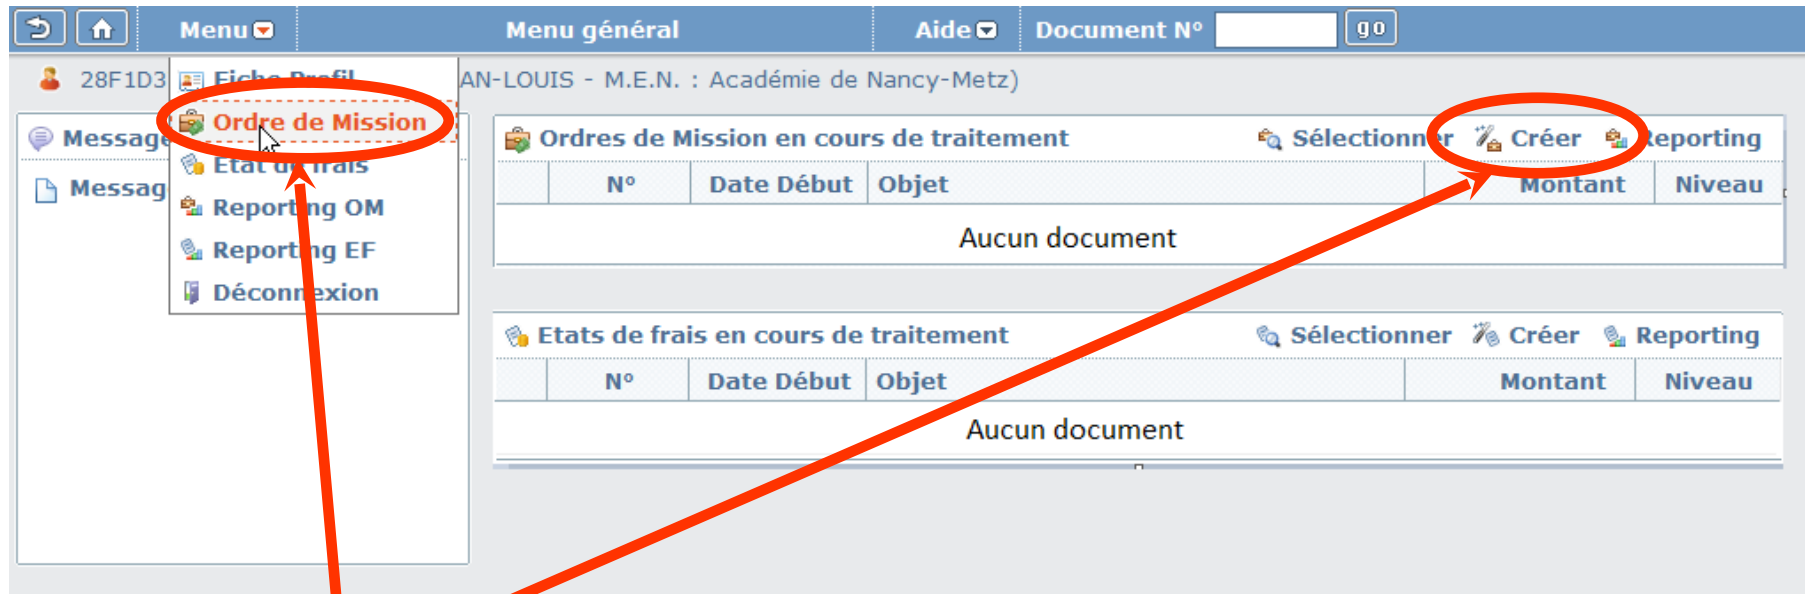 Menu Menu général Aide Document N° go
28F1D3 AN-LOUIS - M.E.N. : Académie de Nancy-Metz)
Fiche Profil
Ordre de Mission
Etat de frais
Reporting OM
Reporting EF
Déconnexion
Message
Messag
Ordres de Mission en cours de traitement Sélectionner Créer Reporting
N° Date Début Objet Montant Niveau
Aucun document
Etats de frais en cours de traitement Sélectionner Créer Reporting
N° Date Début Objet Montant Niveau
Aucun document